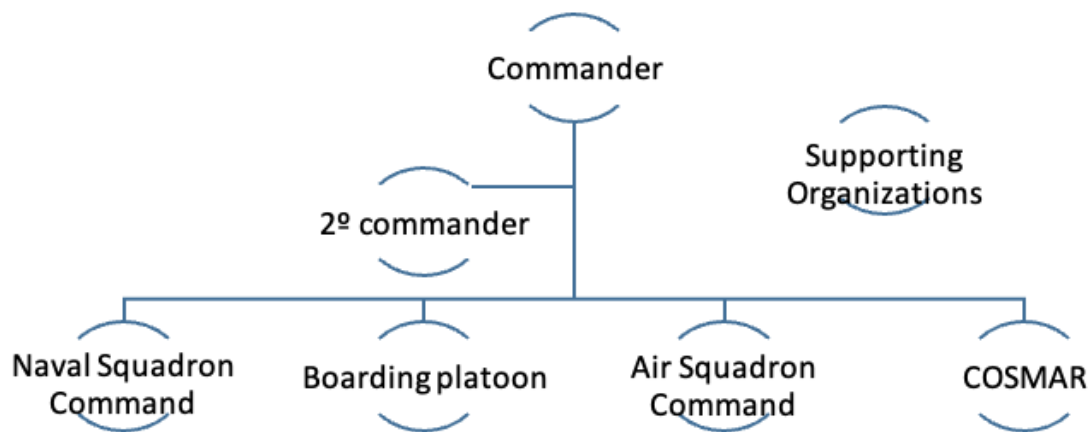 Commander
Supporting
Organizations
2º commander
Naval Squadron
Command
Boarding platoon
Air Squadron
Command
COSMAR